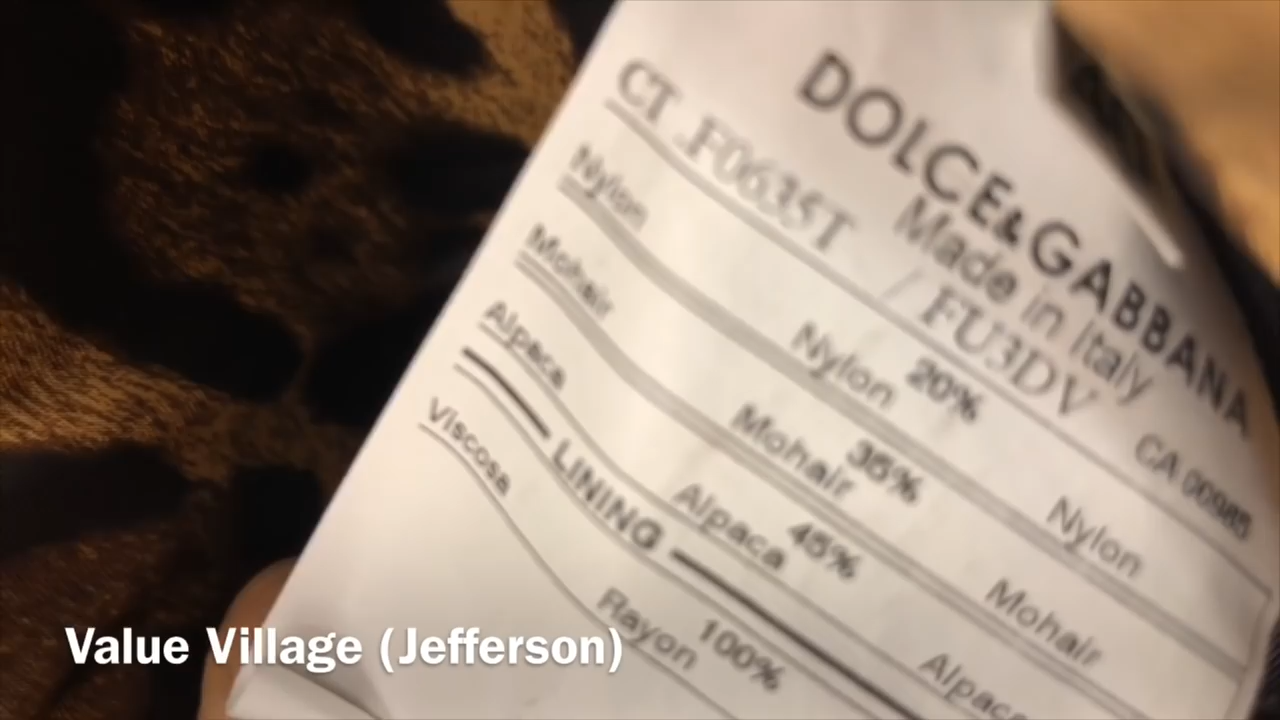 DOLCE&GABBANA
Made in Italy
CT .F0635T / FU3DV CA 00985
Nylon Nylon 20% Nylon
Mohair Mohair 35% Mohair
Alpaca Alpaca 45% Alpaca
LINING
Viscosa Rayon 100%
Value Village (Jefferson)